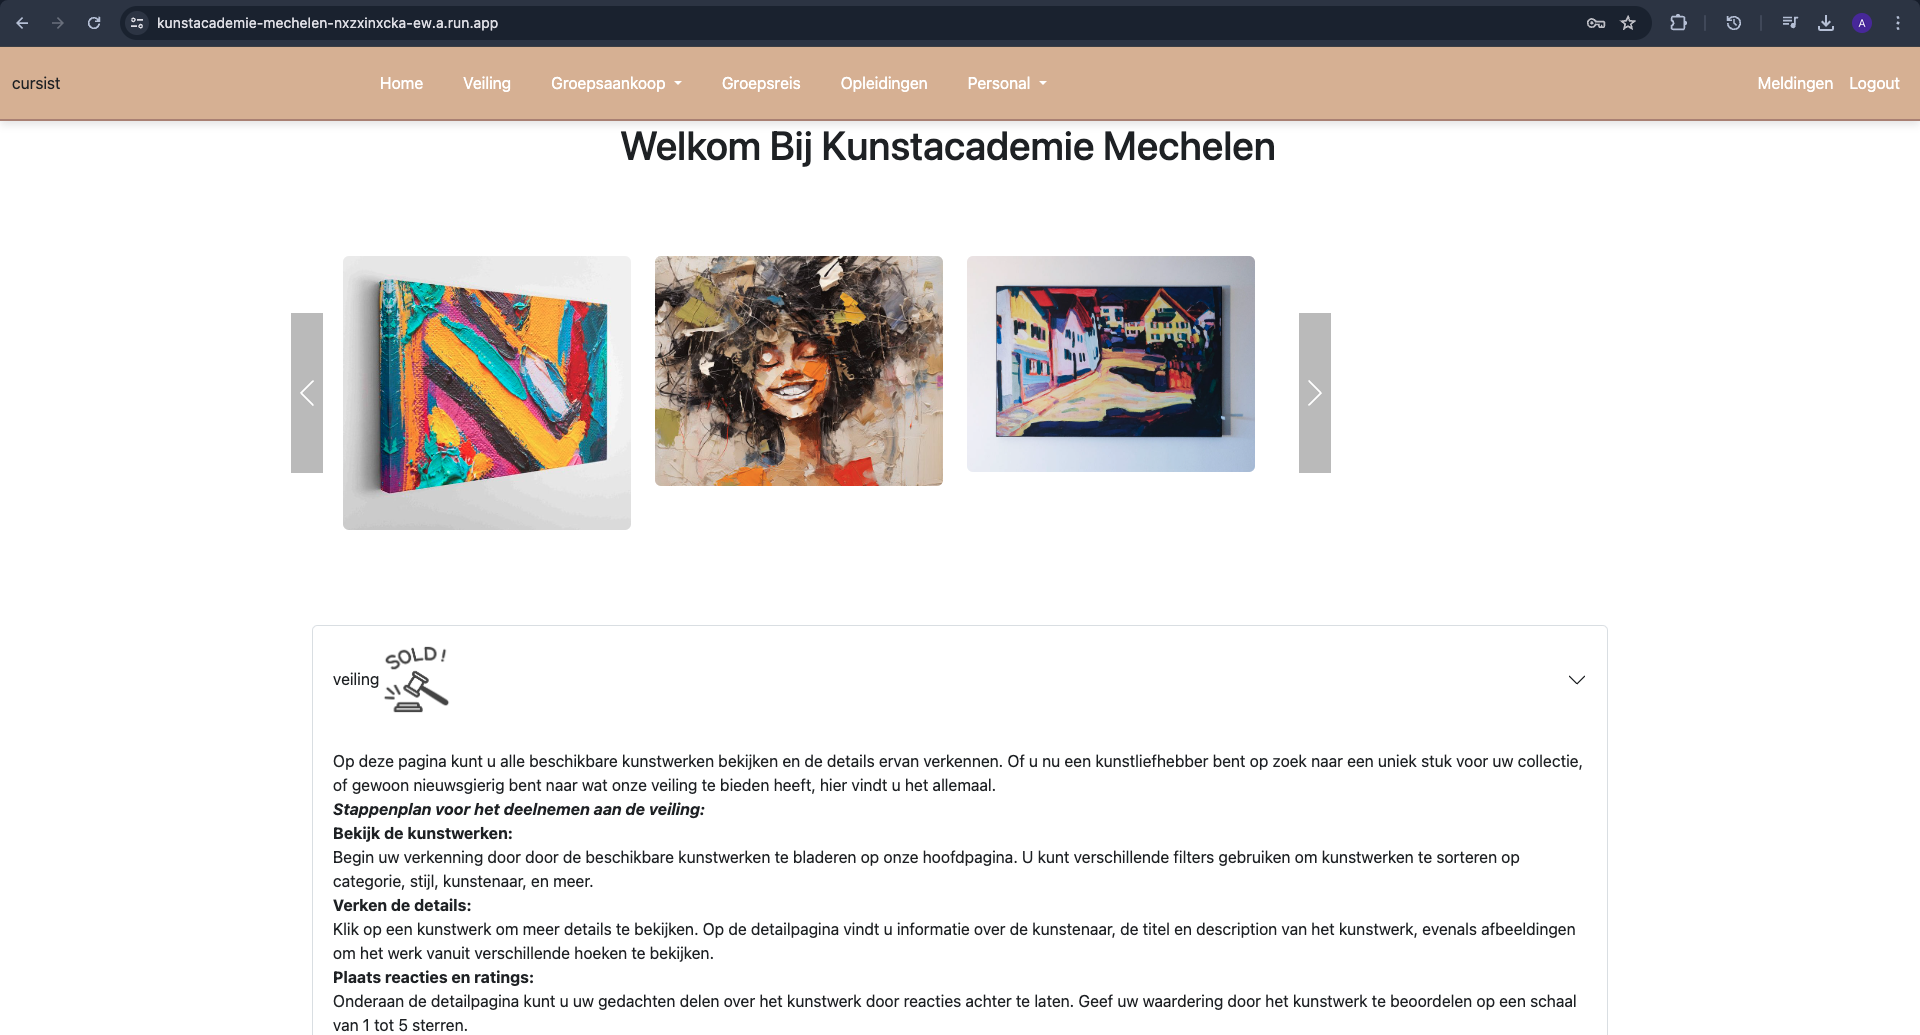 kunstacademie-mechelen-nxzxinxcka-ew.a.run.app
A
cursist
Home Veiling Groepsaankoop Groepsreis Opleidingen Personal Meldingen Logout
Welkom Bij Kunstacademie Mechelen
SOLD!
veiling
Op deze pagina kunt u alle beschikbare kunstwerken bekijken en de details ervan verkennen. Of u nu een kunstliefhebber bent op zoek naar een uniek stuk voor uw collectie,
of gewoon nieuwsgierig bent naar wat onze veiling te bieden heeft, hier vindt u het allemaal.
Stappenplan voor het deelnemen aan de veiling:
Bekijk de kunstwerken:
Begin uw verkenning door door de beschikbare kunstwerken te bladeren op onze hoofdpagina. U kunt verschillende filters gebruiken om kunstwerken te sorteren op
categorie, stijl, kunstenaar, en meer.
Verken de details:
Klik op een kunstwerk om meer details te bekijken. Op de detailpagina vindt u informatie over de kunstenaar, de titel en description van het kunstwerk, evenals afbeeldingen
om het werk vanuit verschillende hoeken te bekijken.
Plaats reacties en ratings:
Onderaan de detailpagina kunt u uw gedachten delen over het kunstwerk door reacties achter te laten. Geef uw waardering door het kunstwerk te beoordelen op een schaal
van 1 tot 5 sterren.